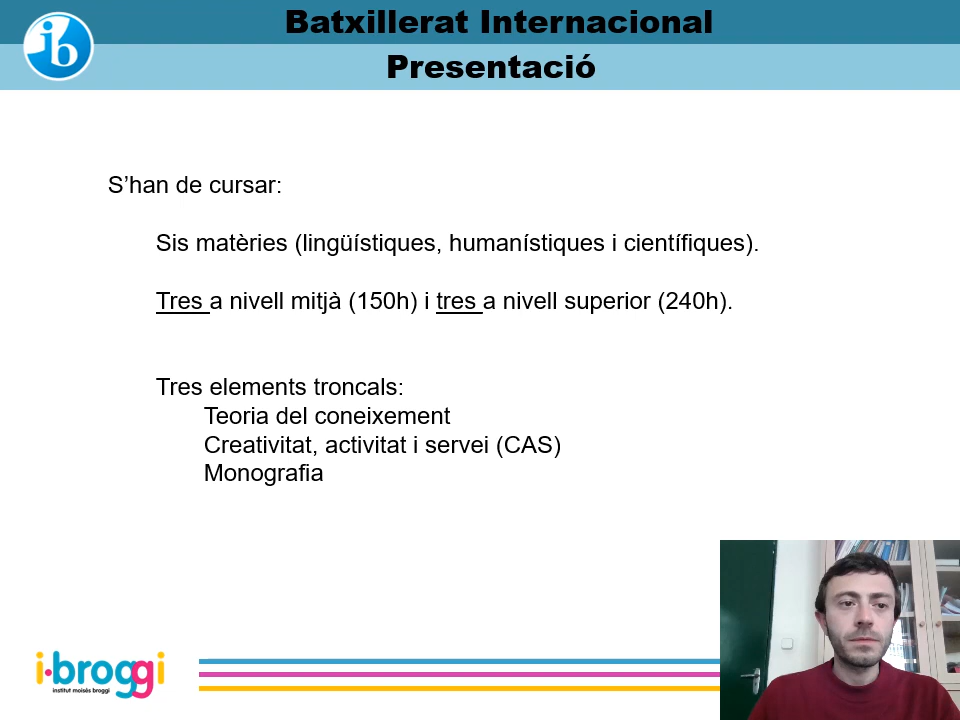 ib
Batxillerat Internacional
Presentació
S’han de cursar:
Sis matèries (lingüístiques, humanístiques i científiques).
Tres a nivell mitjà (150h) i tres a nivell superior (240h).
Tres elements troncals:
Teoria del coneixement
Creativitat, activitat i servei (CAS)
Monografia
i·broggi
institut moisès broggi